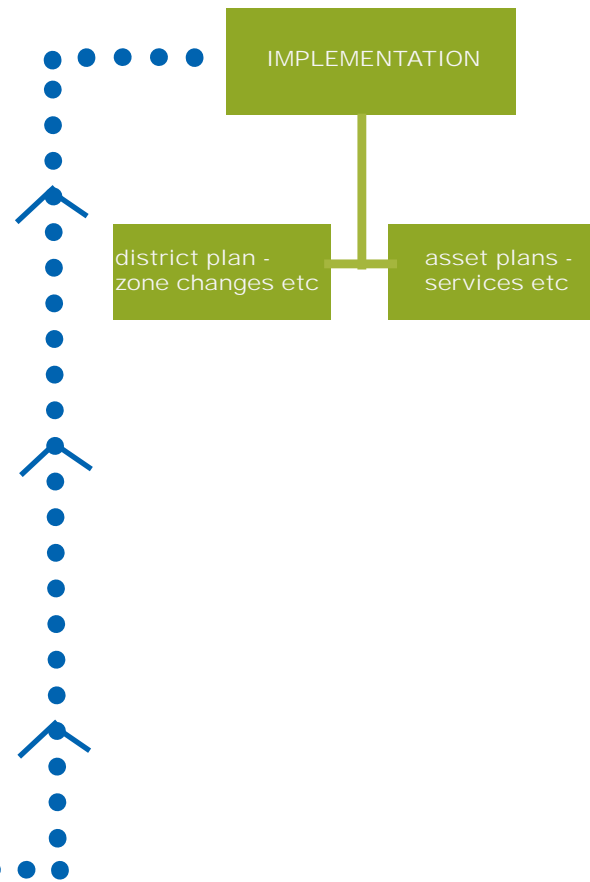 IMPLEMENTATION
district plan -
zone changes etc
asset plans -
services etc